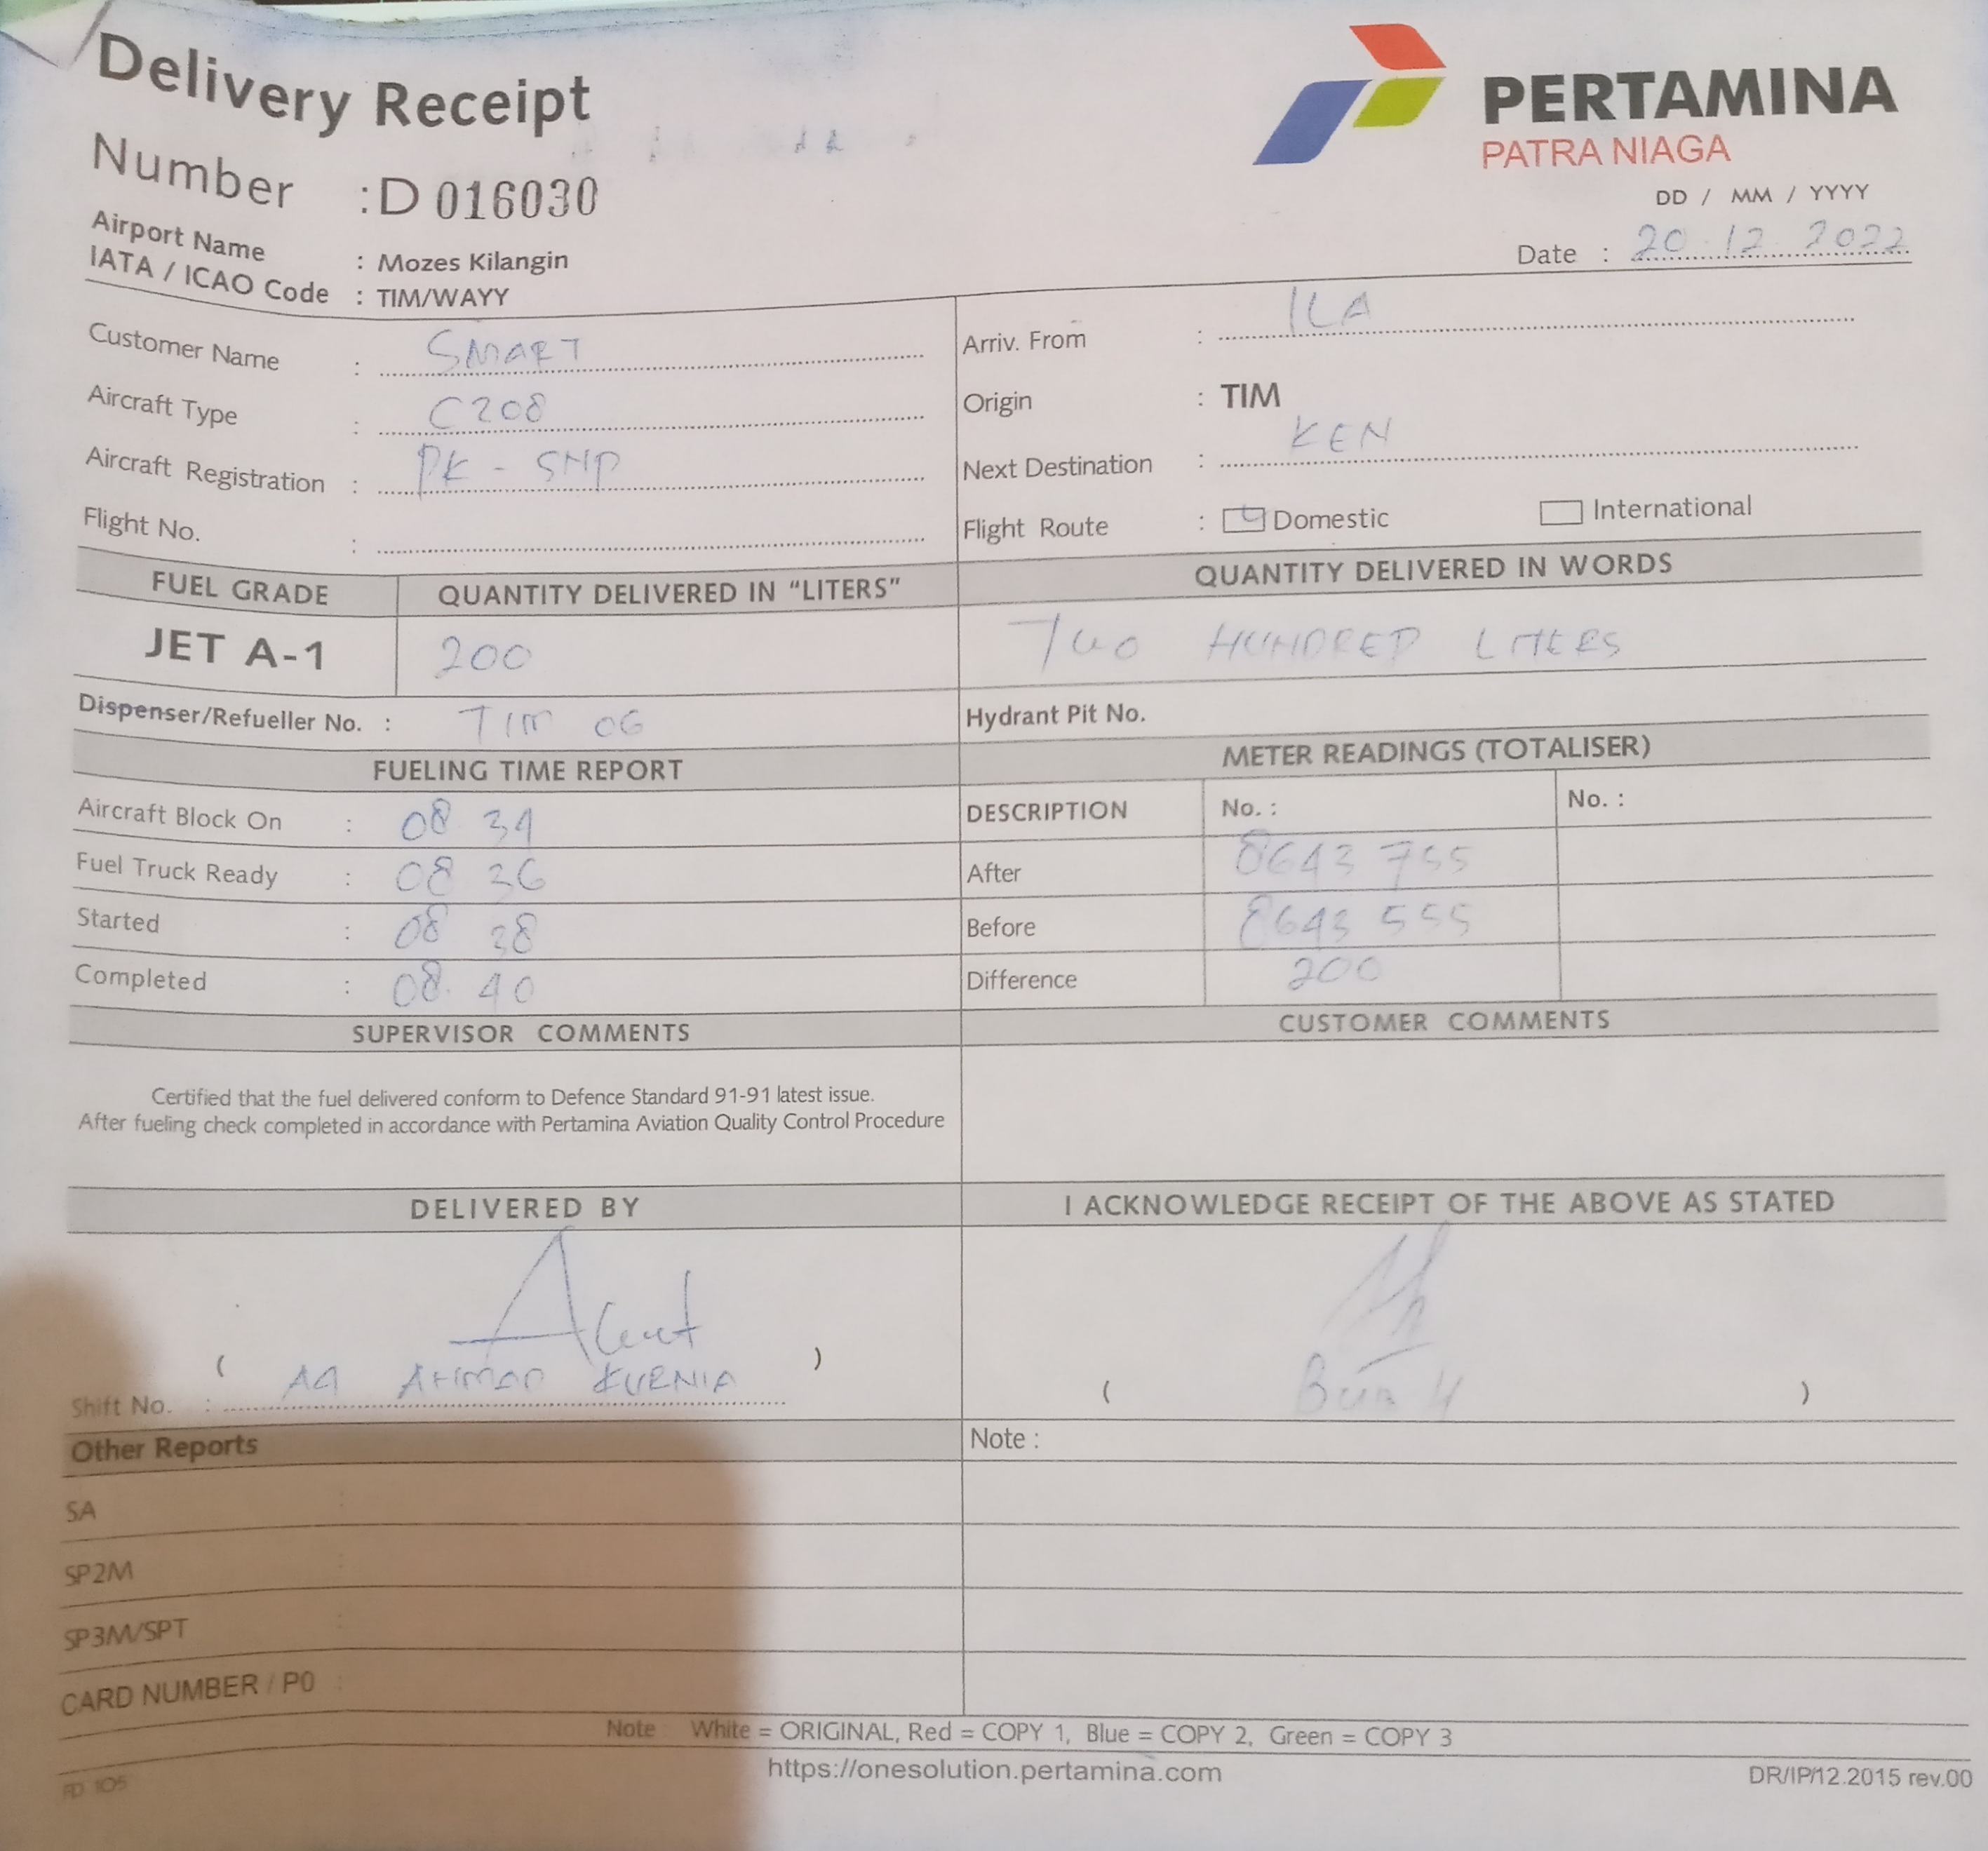 Delivery Receipt
PERTAMINA
PATRA NIAGA
Number : D 016030
DD / MM / YYYY
Date : 20 12 2022
Airport Name : Mozes Kilangin
IATA / ICAO Code : TIM/WAYY
Customer Name : SMART
Arriv. From : ILA
Aircraft Type : C208
Origin : TIM
Aircraft Registration : PK - SNP
Next Destination : KEN
Flight No. :
Flight Route : Domestic International
FUEL GRADE QUANTITY DELIVERED IN "LITERS" QUANTITY DELIVERED IN WORDS
JET A-1 200 TWO HUNDRED LITERS
Dispenser/Refueller No. : TIM 06 Hydrant Pit No.
FUELING TIME REPORT METER READINGS (TOTALISER)
Aircraft Block On : 08 34 DESCRIPTION No. : No. :
Fuel Truck Ready : 08 36 After 8643 755
Started : 08 38 Before 8643 555
Completed : 08. 40 Difference 200
SUPERVISOR COMMENTS CUSTOMER COMMENTS
Certified that the fuel delivered conform to Defence Standard 91-91 latest issue.
After fueling check completed in accordance with Pertamina Aviation Quality Control Procedure
DELIVERED BY I ACKNOWLEDGE RECEIPT OF THE ABOVE AS STATED
( AHMAD KURNIA ) ( )
Shift No. :
Other Reports Note :
SA :
SP2M :
SP3M/SPT :
CARD NUMBER / P0 :
Note : White = ORIGINAL, Red = COPY 1, Blue = COPY 2, Green = COPY 3
https://onesolution.pertamina.com
FD 105 DR/IP/12.2015 rev.00